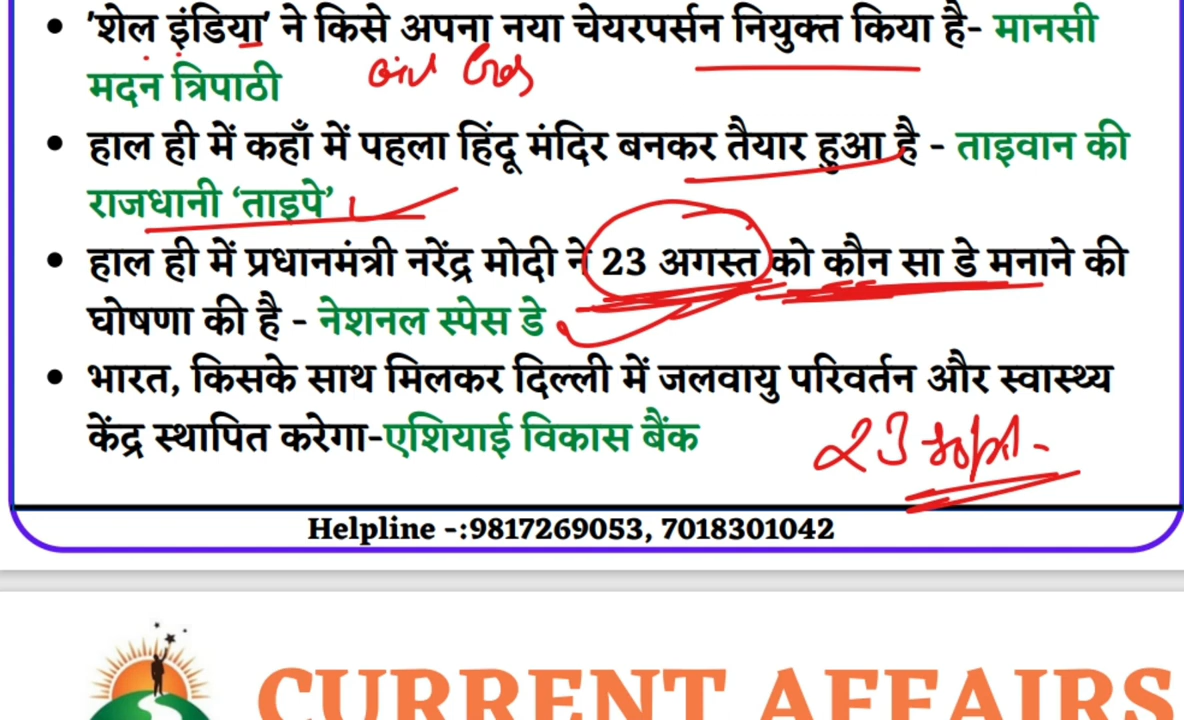 • 'शेल इंडिया' ने किसे अपना नया चेयरपर्सन नियुक्त किया है- मानसी
मदन त्रिपाठी
• हाल ही में कहाँ में पहला हिंदू मंदिर बनकर तैयार हुआ है - ताइवान की
राजधानी ‘ताइपे’
• हाल ही में प्रधानमंत्री नरेंद्र मोदी ने 23 अगस्त को कौन सा डे मनाने की
घोषणा की है - नेशनल स्पेस डे
• भारत, किसके साथ मिलकर दिल्ली में जलवायु परिवर्तन और स्वास्थ्य
केंद्र स्थापित करेगा-एशियाई विकास बैंक
23
Helpline -:9817269053, 7018301042
CURRENT AFFAIRS